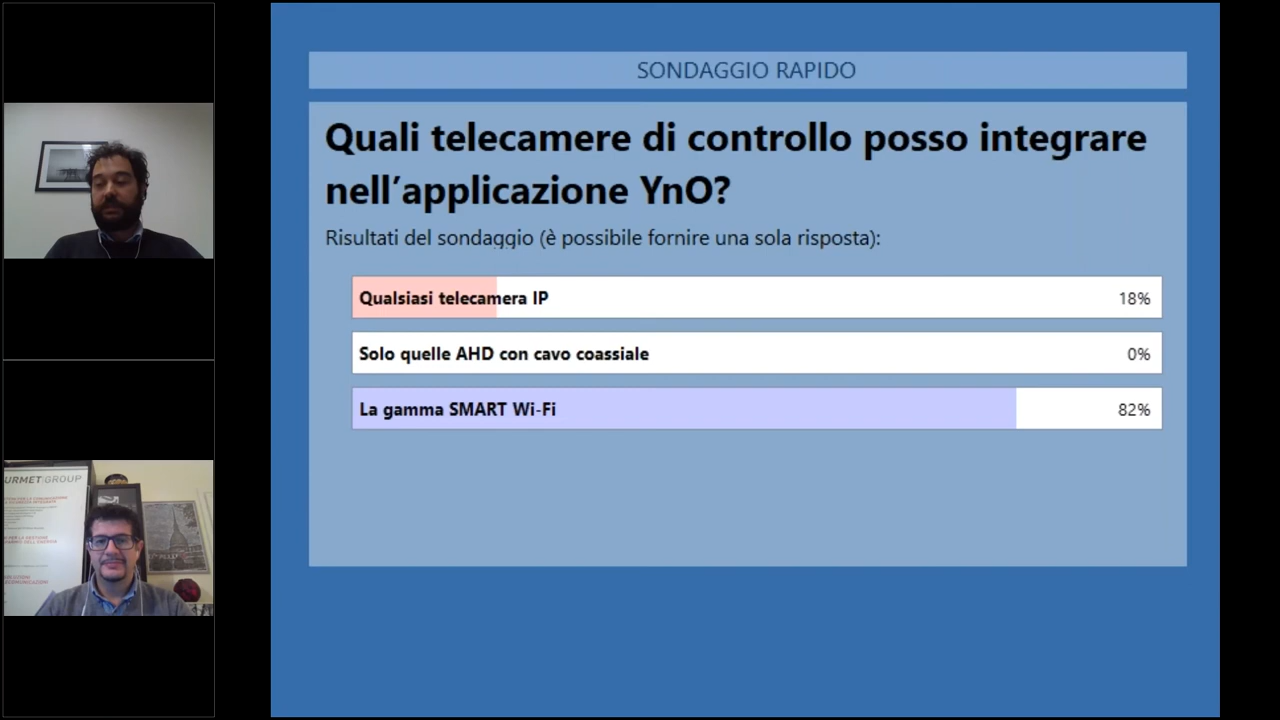 SONDAGGIO RAPIDO
Quali telecamere di controllo posso integrare
nell’applicazione YnO?
Risultati del sondaggio (è possibile fornire una sola risposta):
Qualsiasi telecamera IP 18%
Solo quelle AHD con cavo coassiale 0%
La gamma SMART Wi-Fi 82%
URMET GROUP